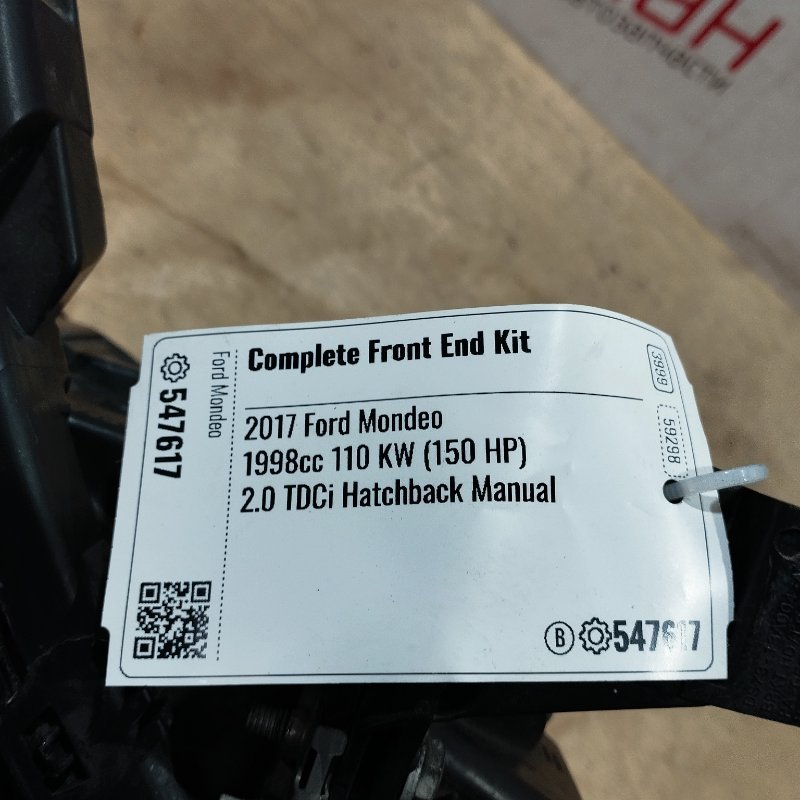 автозапчасти
Complete Front End Kit
2017 Ford Mondeo
1998cc 110 KW (150 HP)
2.0 TDCi Hatchback Manual
547617
Ford Mondeo
3999
59298
B 547617